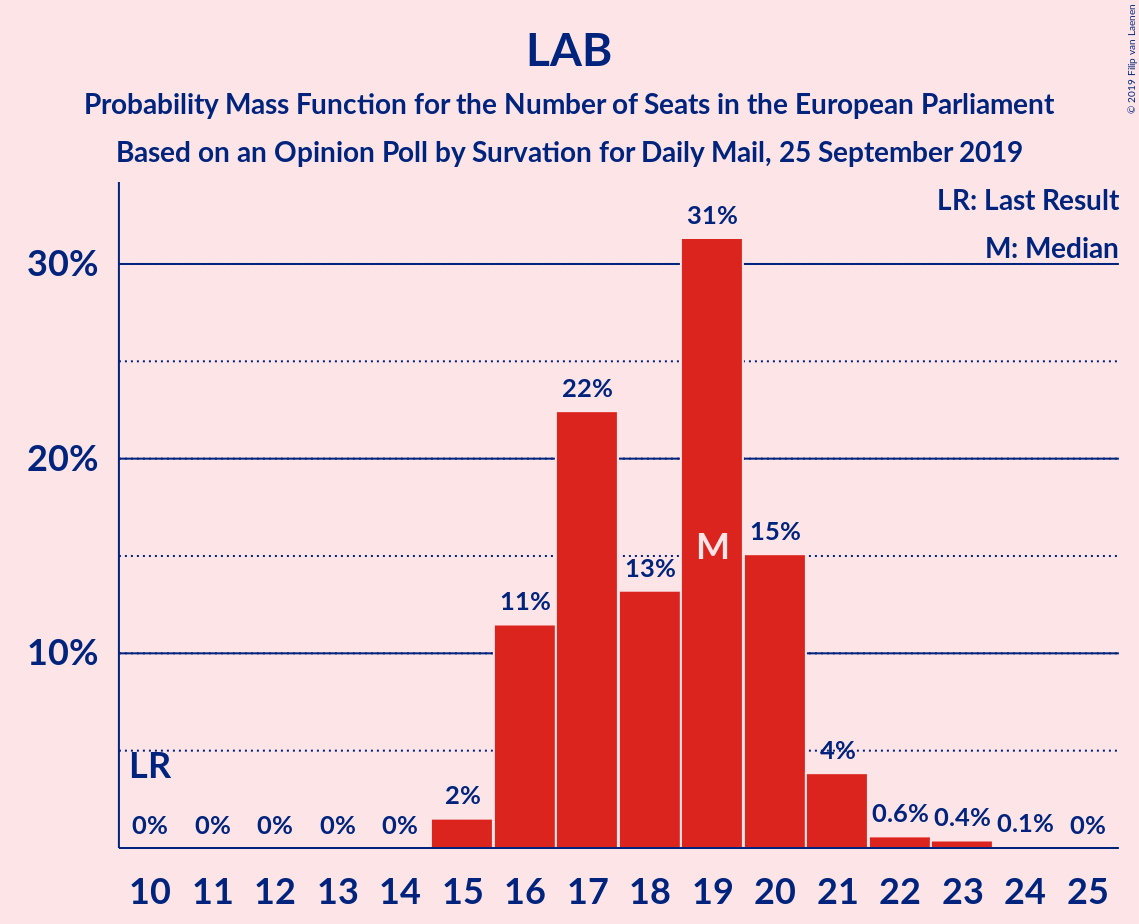 LAB
Probability Mass Function for the Number of Seats in the European Parliament
Based on an Opinion Poll by Survation for Daily Mail, 25 September 2019
© 2019 Filip van Laenen
LR: Last Result
M: Median
31%
30%
22%
20%
15%
M
13%
11%
10%
LR
4%
2%
0% 0% 0% 0% 0% 0.6% 0.4% 0.1% 0%
10 11 12 13 14 15 16 17 18 19 20 21 22 23 24 25